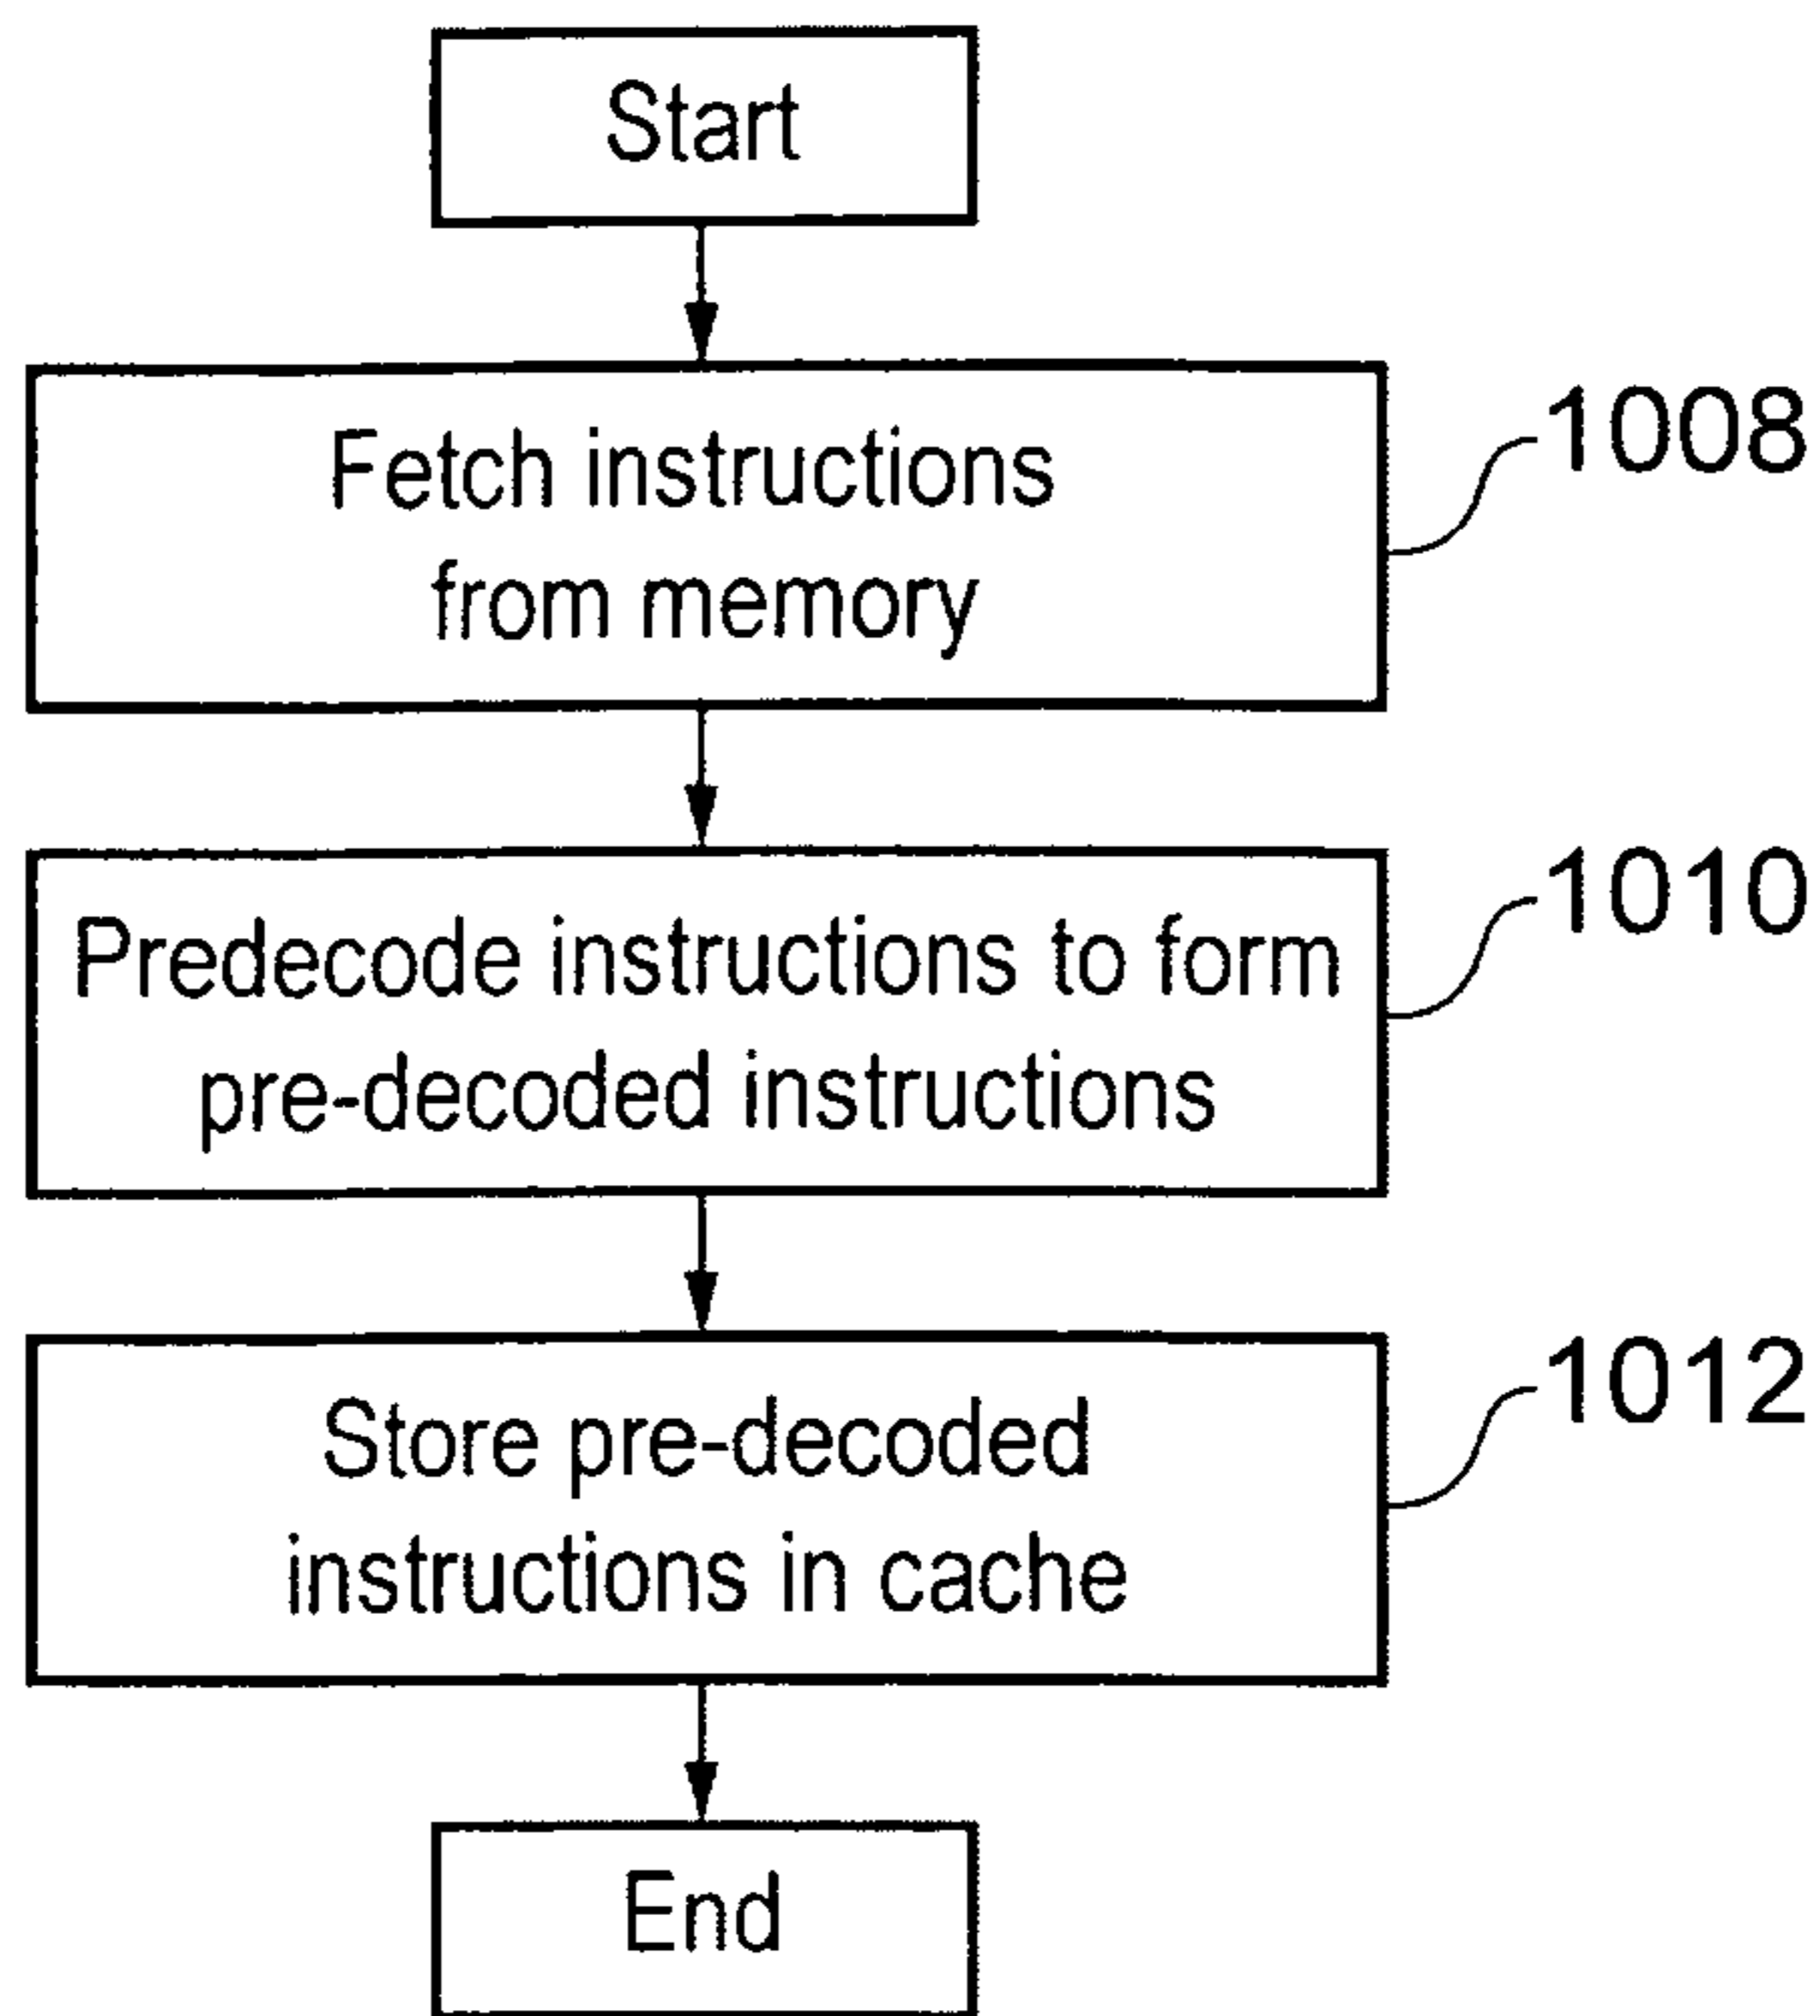 Start
Fetch instructions
from memory
1008
Predecode instructions to form
pre-decoded instructions
1010
Store pre-decoded
instructions in cache
1012
End